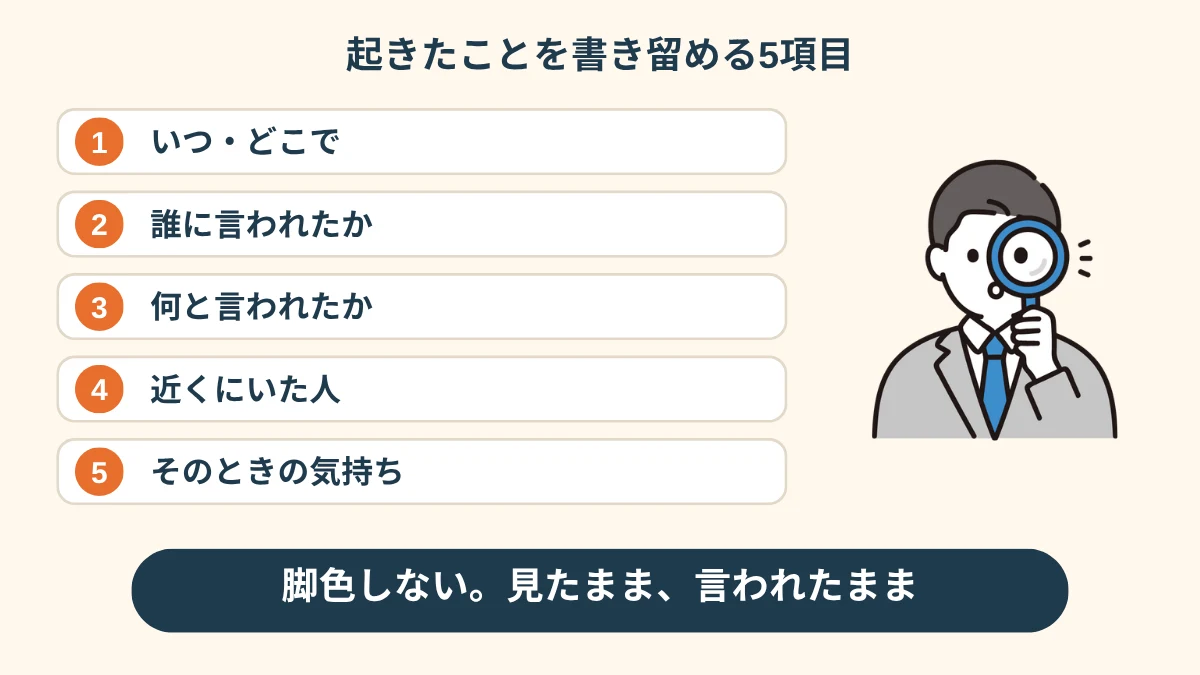 起きたことを書き留める5項目
1 いつ・どこで
2 誰に言われたか
3 何と言われたか
4 近くにいた人
5 そのときの気持ち
脚色しない。見たまま、言われたまま